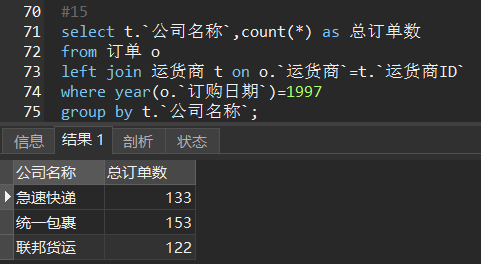 70 #15
71 select t.`公司名称`,count(*) as 总订单数
72 from 订单 o
73 left join 运货商 t on o.`运货商`=t.`运货商ID`
74 where year(o.`订购日期`)=1997
75 group by t.`公司名称`;
信息 结果 1 剖析 状态
公司名称 总订单数
急速快递 133
统一包裹 153
联邦货运 122